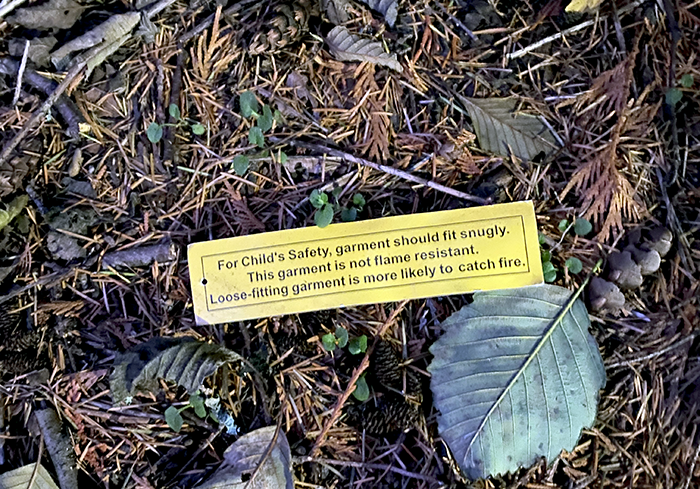 For Child's Safety, garment should fit snugly.
This garment is not flame resistant.
Loose-fitting garment is more likely to catch fire.